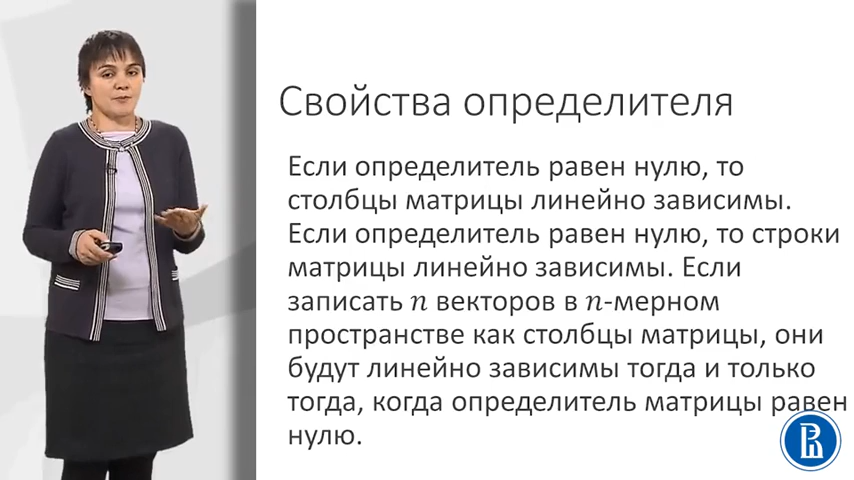 Свойства определителя
Если определитель равен нулю, то
столбцы матрицы линейно зависимы.
Если определитель равен нулю, то строки
матрицы линейно зависимы. Если
записать n векторов в n-мерном
пространстве как столбцы матрицы, они
будут линейно зависимы тогда и только
тогда, когда определитель матрицы равен
нулю.